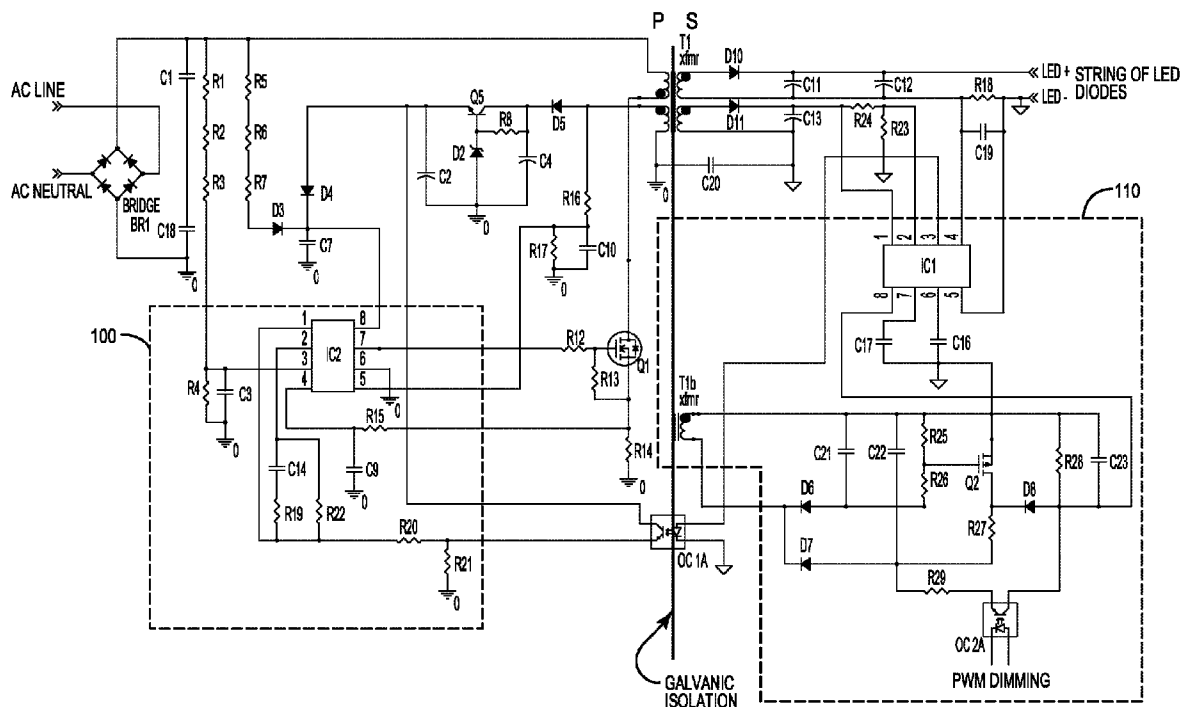 P S
T1
xfmr
D10
C11
C12
R18
LED +
LED -
STRING OF LED
DIODES
AC LINE
AC NEUTRAL
BRIDGE
BR1
C1
C18
0
R1
R2
R3
R5
R6
R7
D3
D4
C7
0
C2
Q5
R8
D2
C4
0
D5
R16
R17
C10
0
0
C20
D11
C13
R24
R23
C19
110
1
2
3
4
IC1
8
7
6
5
C17
C16
100
1
2
3
4
IC2
8
7
6
5
0
R4
C3
0
R15
C9
0
C14
R19
R22
R20
R21
0
R12
R13
Q1
R14
0
OC 1A
T1b
xfmr
C21
C22
R25
R26
Q2
R28
C23
D6
D7
D8
R27
R29
OC 2A
PWM DIMMING
GALVANIC
ISOLATION